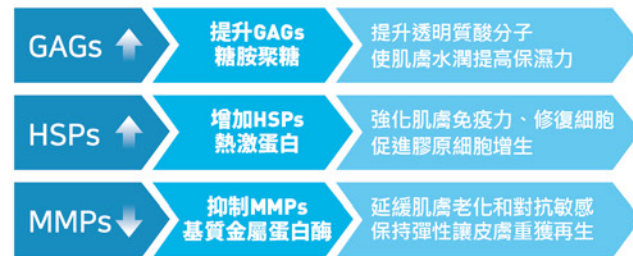 GAGs
提升GAGs
糖胺聚糖
提升透明質酸分子
使肌膚水潤提高保濕力
HSPs
增加HSPs
熱激蛋白
強化肌膚免疫力、修復細胞
促進膠原細胞增生
MMPs
抑制MMPs
基質金屬蛋白酶
延緩肌膚老化和對抗敏感
保持彈性讓皮膚重獲再生